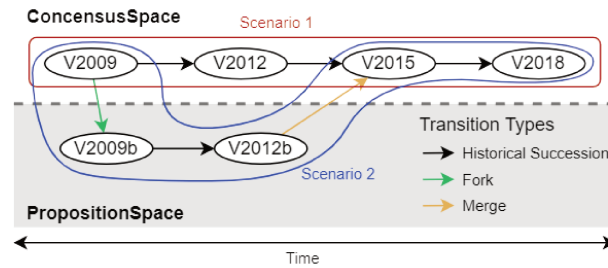 ConcensusSpace
Scenario 1
V2009
V2012
V2015
V2018
V2009b
V2012b
Scenario 2
Transition Types
Historical Succession
Fork
Merge
PropositionSpace
Time